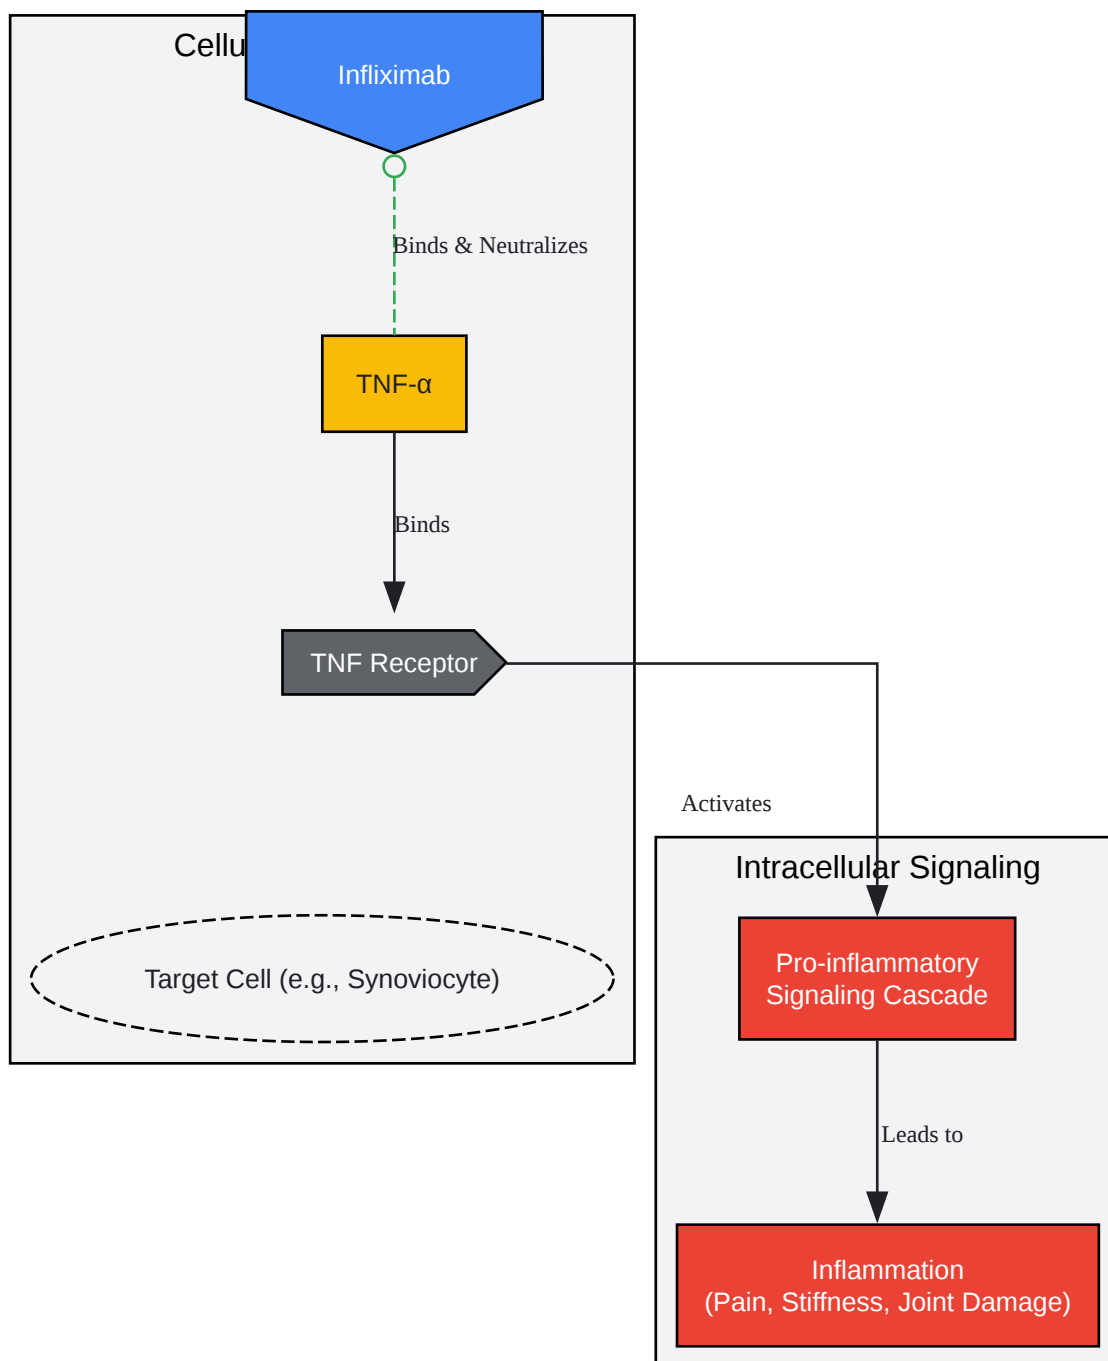 Cellu
Infliximab
Binds & Neutralizes
TNF-α
Binds
TNF Receptor
Activates
Intracellular Signaling
Pro-inflammatory
Signaling Cascade
Target Cell (e.g., Synoviocyte)
Leads to
Inflammation
(Pain, Stiffness, Joint Damage)